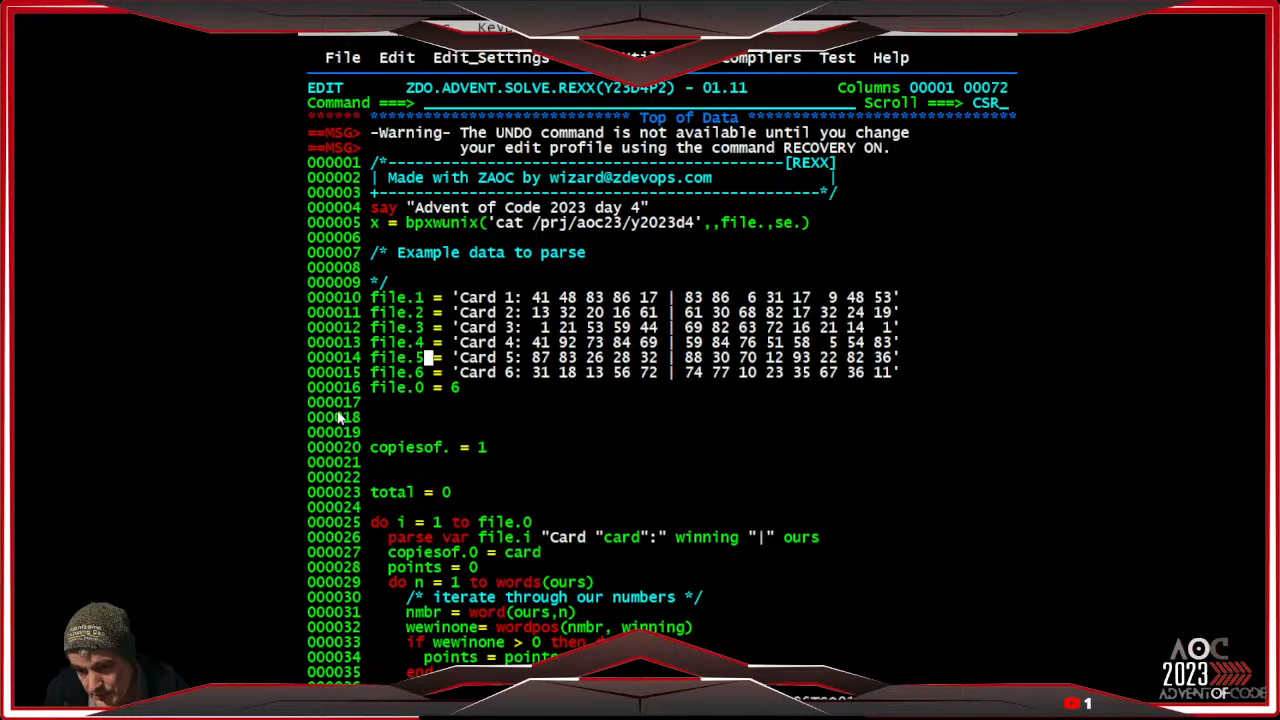 File Edit Edit_Settings Compilers Test Help
EDIT ZDO.ADVENT.SOLVE.REXX(Y23D4P2) - 01.11 Columns 00001 00072
Command ===> Scroll ===> CSR_
****** **************************** Top of Data ****************************
==MSG> -Warning- The UNDO command is not available until you change
==MSG> your edit profile using the command RECOVERY ON.
000001 /*--------------------------------------------[REXX]
000002 | Made with ZAOC by wizard@zdevops.com |
000003 +-------------------------------------------------*/
000004 say "Advent of Code 2023 day 4"
000005 x = bpxwunix('cat /prj/aoc23/y2023d4',,file.,se.)
000006
000007 /* Example data to parse
000008
000009 */
000010 file.1 = 'Card 1: 41 48 83 86 17 | 83 86  6 31 17  9 48 53'
000011 file.2 = 'Card 2: 13 32 20 16 61 | 61 30 68 82 17 32 24 19'
000012 file.3 = 'Card 3:  1 21 53 59 44 | 69 82 63 72 16 21 14  1'
000013 file.4 = 'Card 4: 41 92 73 84 69 | 59 84 76 51 58  5 54 83'
000014 file.5 = 'Card 5: 87 83 26 28 32 | 88 30 70 12 93 22 82 36'
000015 file.6 = 'Card 6: 31 18 13 56 72 | 74 77 10 23 35 67 36 11'
000016 file.0 = 6
000017
000018
000019
000020 copiesof. = 1
000021
000022
000023 total = 0
000024
000025 do i = 1 to file.0
000026 parse var file.i "Card "card":" winning "|" ours
000027 copiesof.0 = card
000028 points = 0
000029 do n = 1 to words(ours)
000030 /* iterate through our numbers */
000031 nmbr = word(ours,n)
000032 wewinone= wordpos(nmbr, winning)
000033 if wewinone > 0 then
000034 points = points
000035 end
AOC
2023
ADVENT OF CODE
1